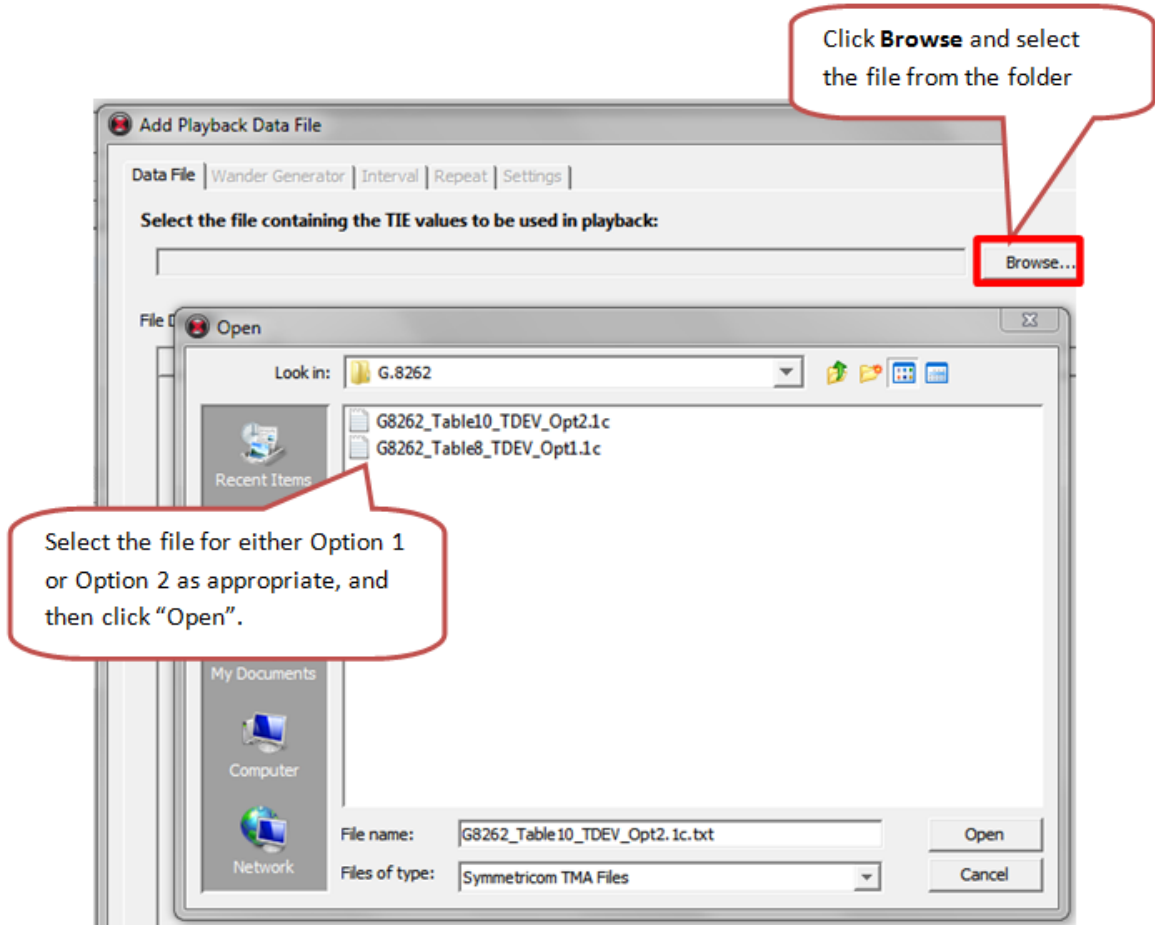 Click Browse and select
the file from the folder
Add Playback Data File
Data File Wander Generator Interval Repeat Settings
Select the file containing the TIE values to be used in playback:
Browse...
File D
Open
Look in: G.8262
G8262_Table10_TDEV_Opt2.1c
G8262_Table8_TDEV_Opt1.1c
Recent Items
Select the file for either Option 1
or Option 2 as appropriate, and
then click “Open”.
My Documents
Computer
Network
File name: G8262_Table10_TDEV_Opt2.1c.txt Open
Files of type: Symmetricom TMA Files Cancel